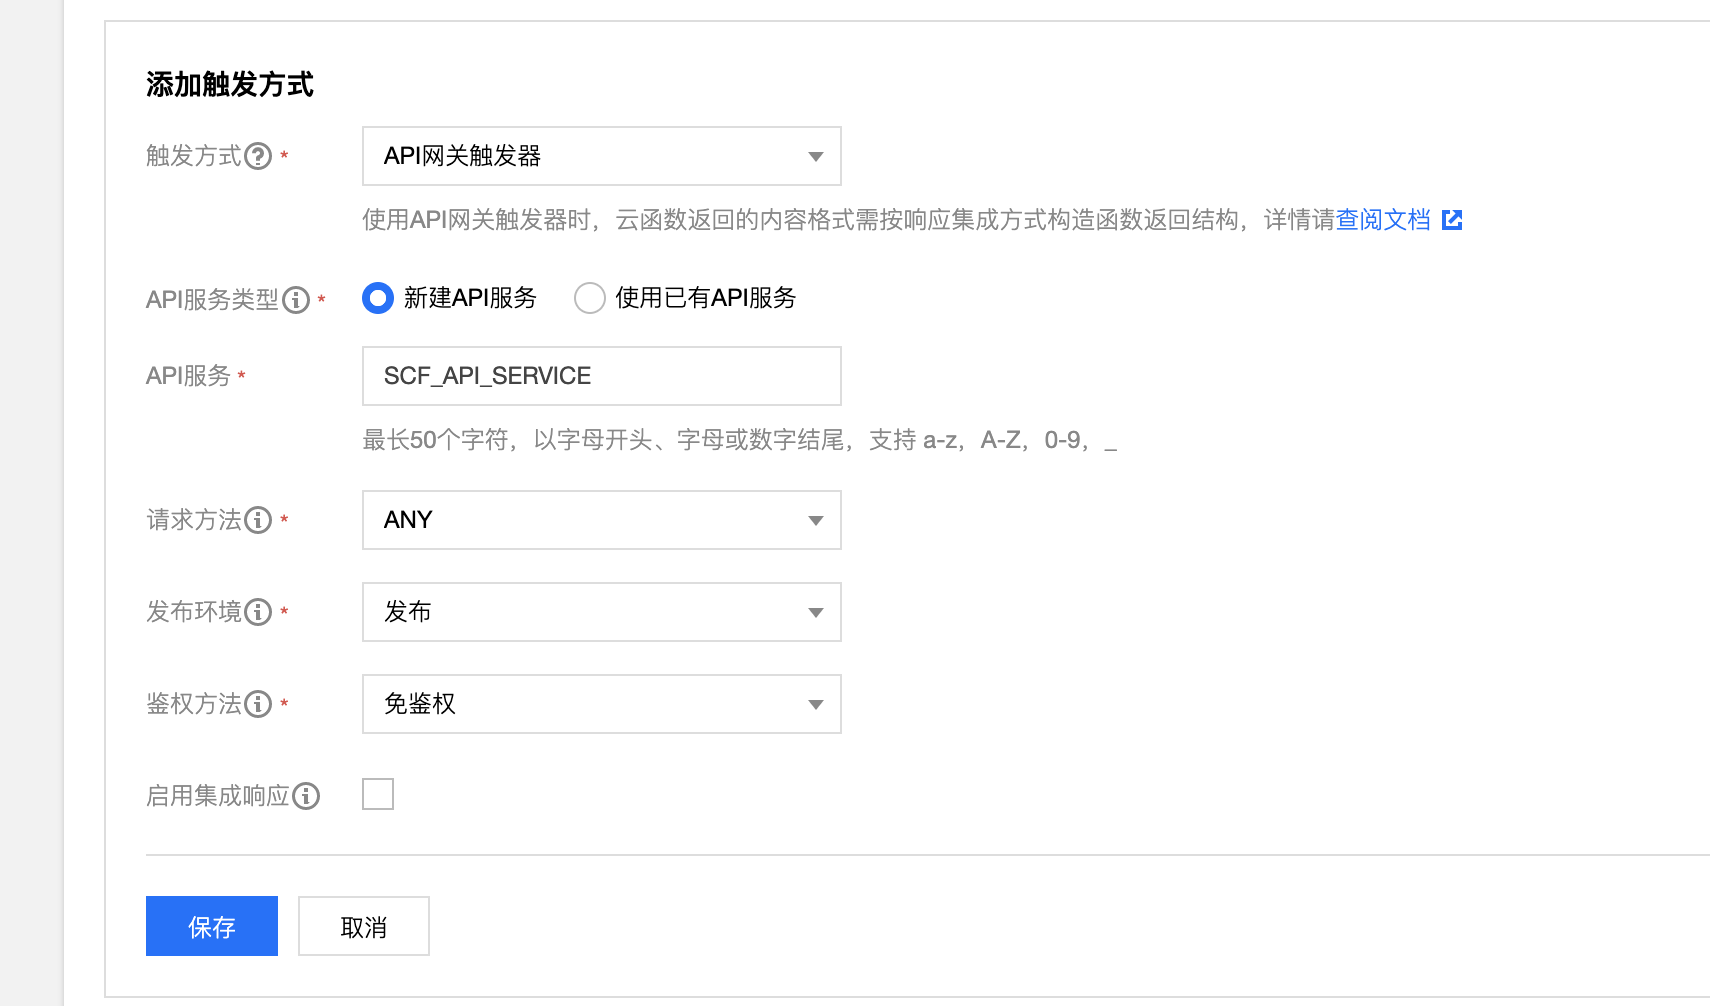 添加触发方式
触发方式 * API网关触发器
使用API网关触发器时，云函数返回的内容格式需按响应集成方式构造函数返回结构，详情请查阅文档
API服务类型 * 新建API服务 使用已有API服务
API服务 * SCF_API_SERVICE
最长50个字符，以字母开头、字母或数字结尾，支持 a-z，A-Z，0-9，_
请求方法 * ANY
发布环境 * 发布
鉴权方法 * 免鉴权
启用集成响应
保存 取消